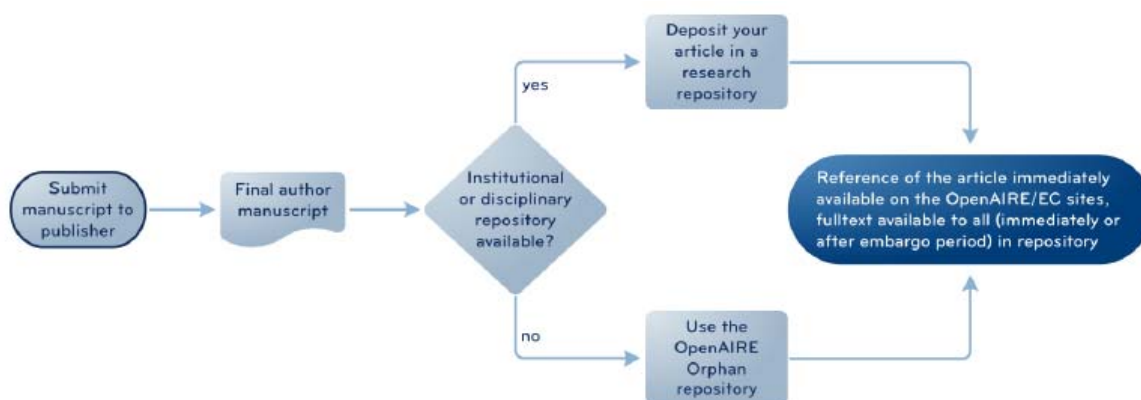 Submit
manuscript to
publisher
Final author
manuscript
Institutional
or disciplinary
repository
available?
yes
Deposit your
article in a
research
repository
no
Use the
OpenAIRE
Orphan
repository
Reference of the article immediately
available on the OpenAIRE/EC sites,
fulltext available to all (immediately or
after embargo period) in repository